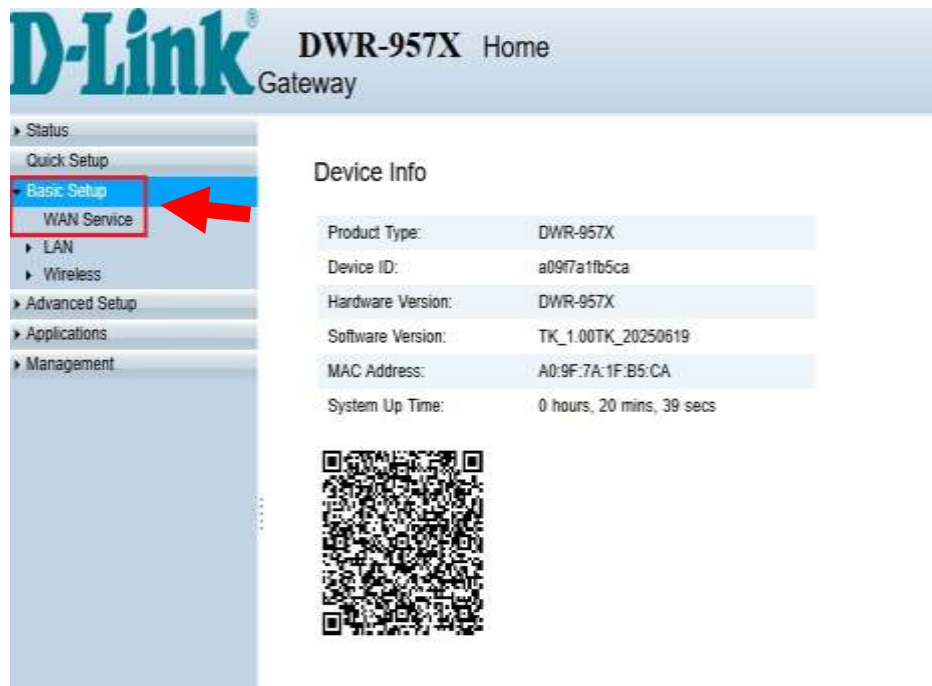 D-Link®
DWR-957X Home
Gateway
Status
Quick Setup
Basic Setup
WAN Service
LAN
Wireless
Advanced Setup
Applications
Management
Device Info
Product Type: DWR-957X
Device ID: a09f7a1fb5ca
Hardware Version: DWR-957X
Software Version: TK_1.00TK_20250619
MAC Address: A0:9F:7A:1F:B5:CA
System Up Time: 0 hours, 20 mins, 39 secs